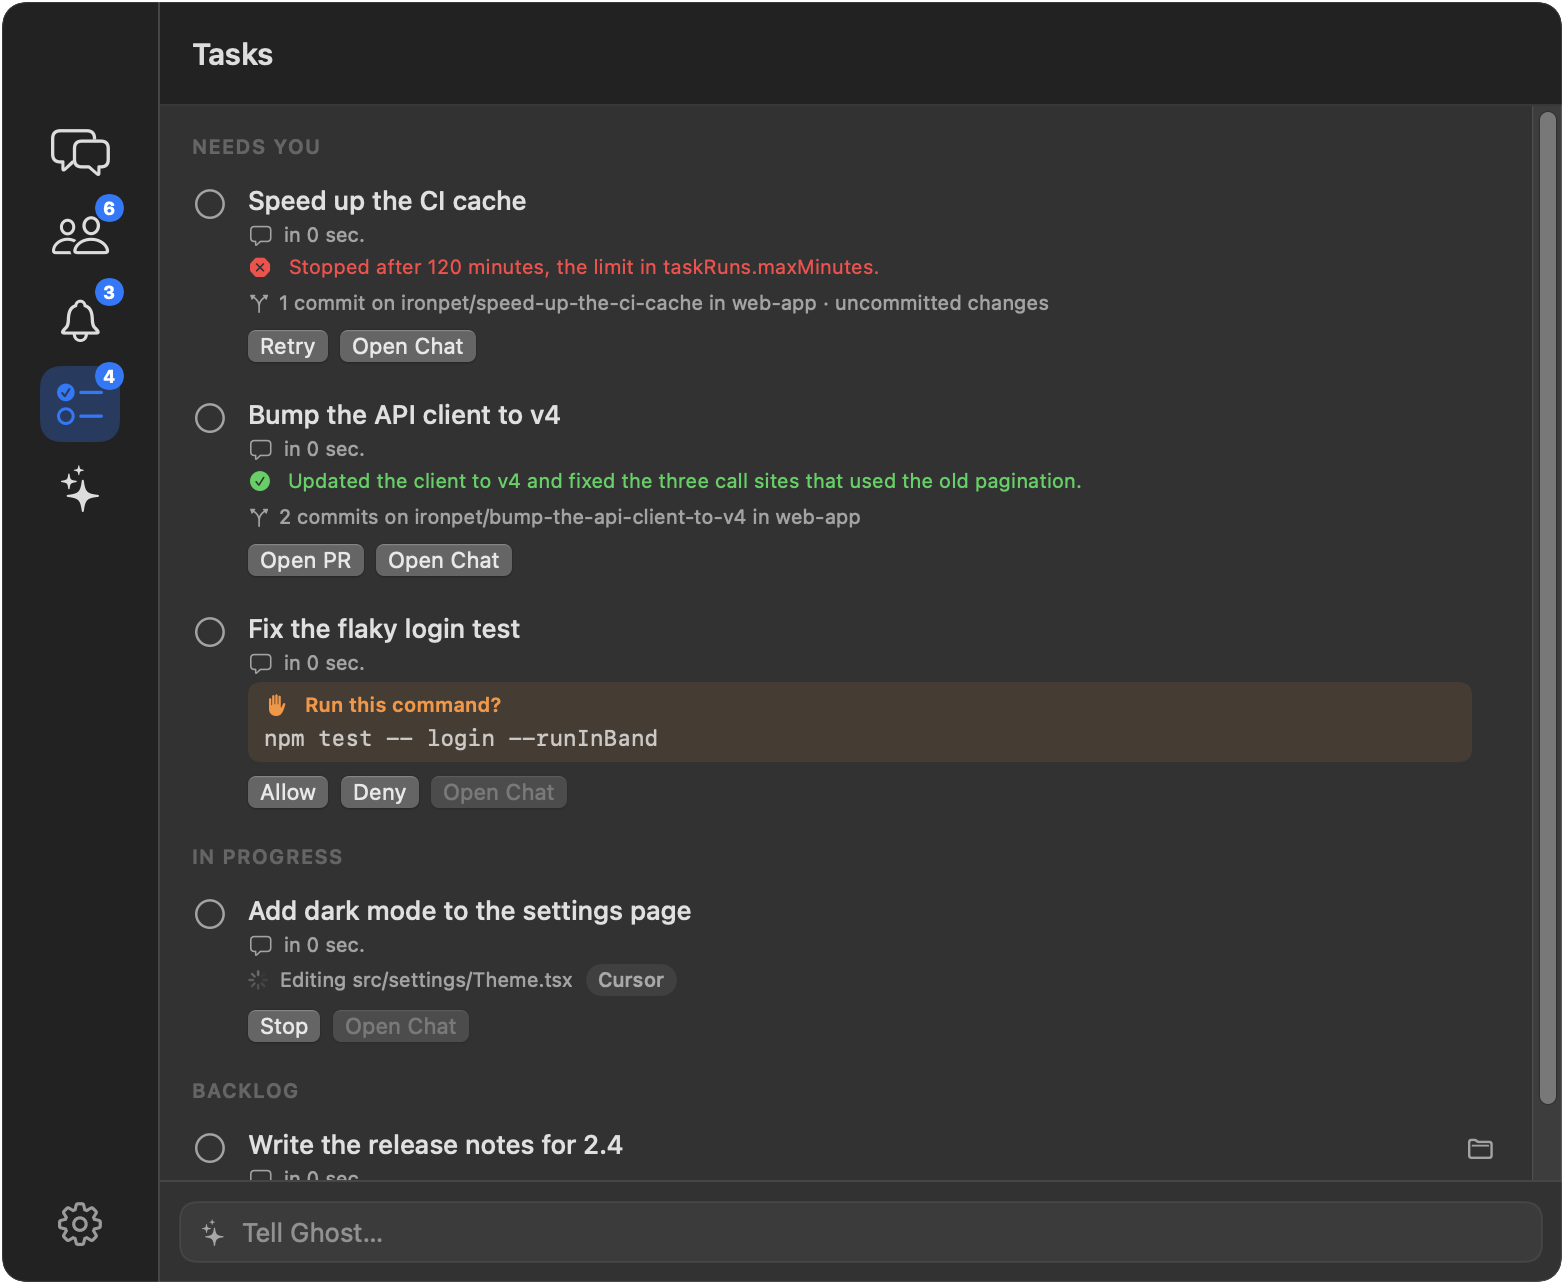 Tasks
6
3
4
NEEDS YOU
Speed up the CI cache
in 0 sec.
Stopped after 120 minutes, the limit in taskRuns.maxMinutes.
1 commit on ironpet/speed-up-the-ci-cache in web-app · uncommitted changes
Retry Open Chat
Bump the API client to v4
in 0 sec.
Updated the client to v4 and fixed the three call sites that used the old pagination.
2 commits on ironpet/bump-the-api-client-to-v4 in web-app
Open PR Open Chat
Fix the flaky login test
in 0 sec.
Run this command?
npm test -- login --runInBand
Allow Deny Open Chat
IN PROGRESS
Add dark mode to the settings page
in 0 sec.
Editing src/settings/Theme.tsx Cursor
Stop Open Chat
BACKLOG
Write the release notes for 2.4
in 0 sec.
Tell Ghost...